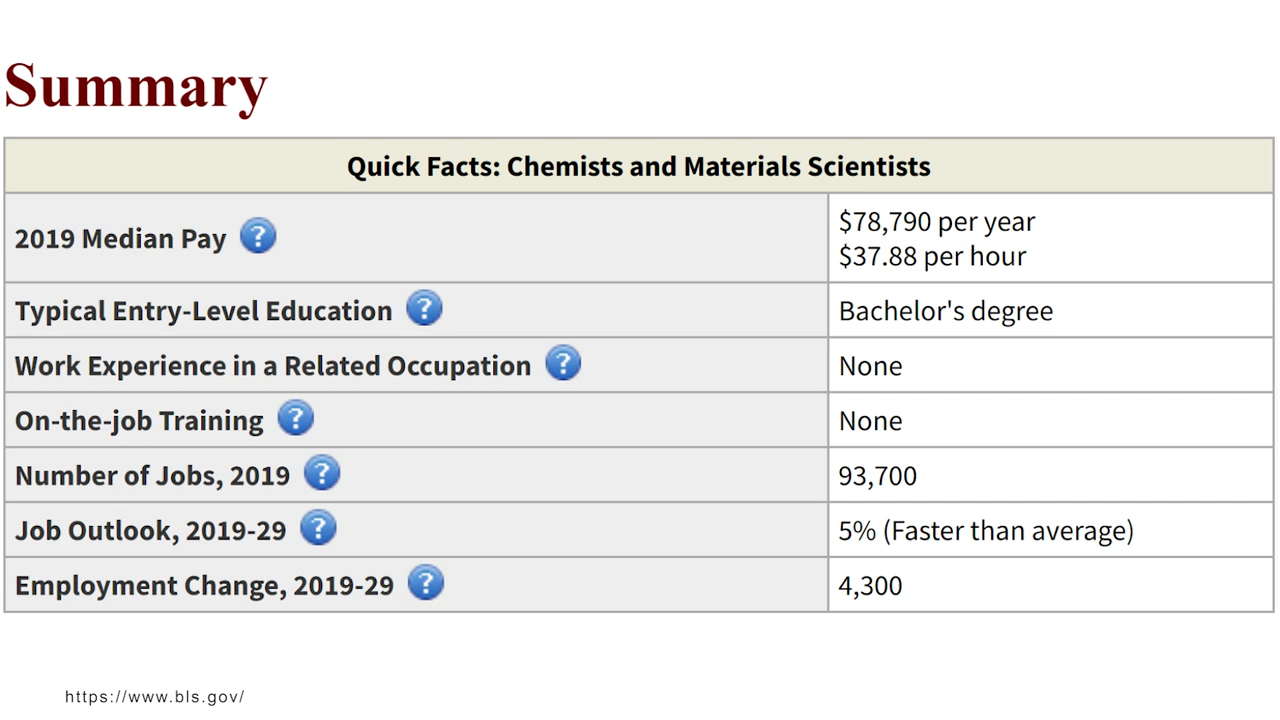 Summary
Quick Facts: Chemists and Materials Scientists
2019 Median Pay ?
$78,790 per year
$37.88 per hour
Typical Entry-Level Education ?
Bachelor's degree
Work Experience in a Related Occupation ?
None
On-the-job Training ?
None
Number of Jobs, 2019 ?
93,700
Job Outlook, 2019-29 ?
5% (Faster than average)
Employment Change, 2019-29 ?
4,300
https://www.bls.gov/